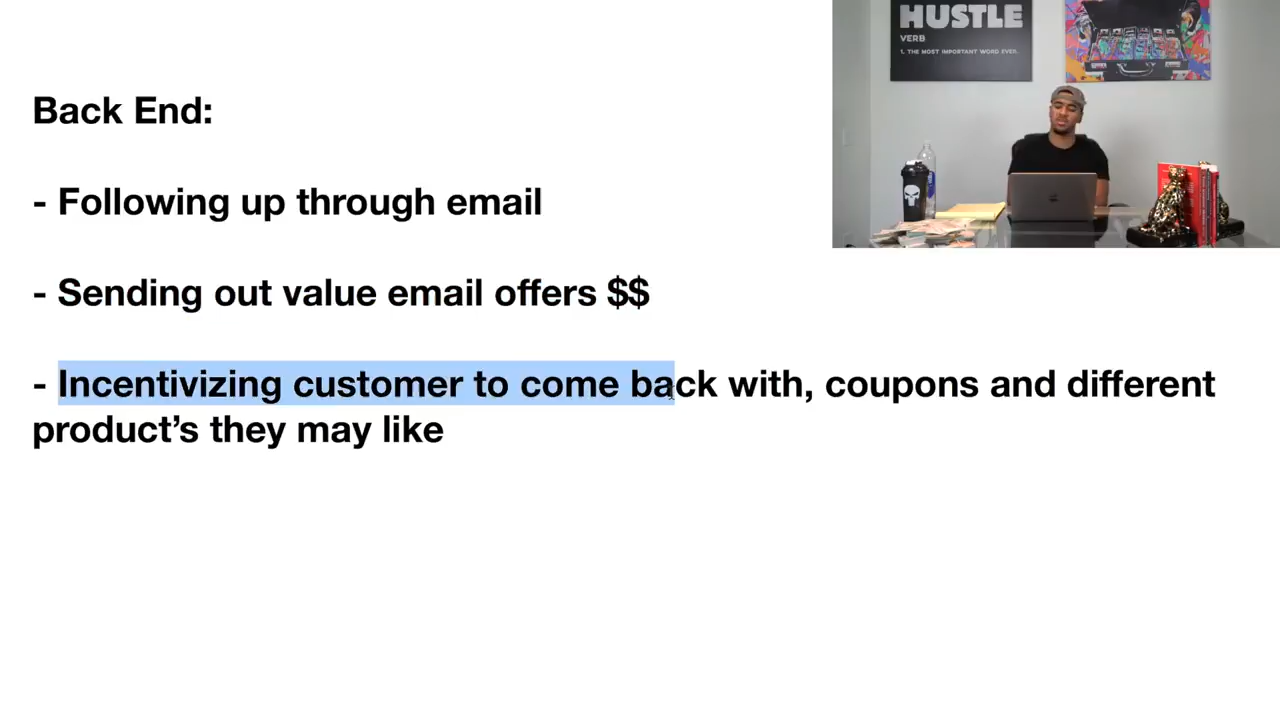 HUSTLE
VERB
1. THE MOST IMPORTANT WORD EVER.
Back End:
- Following up through email
- Sending out value email offers $$
- Incentivizing customer to come back with, coupons and different
product's they may like